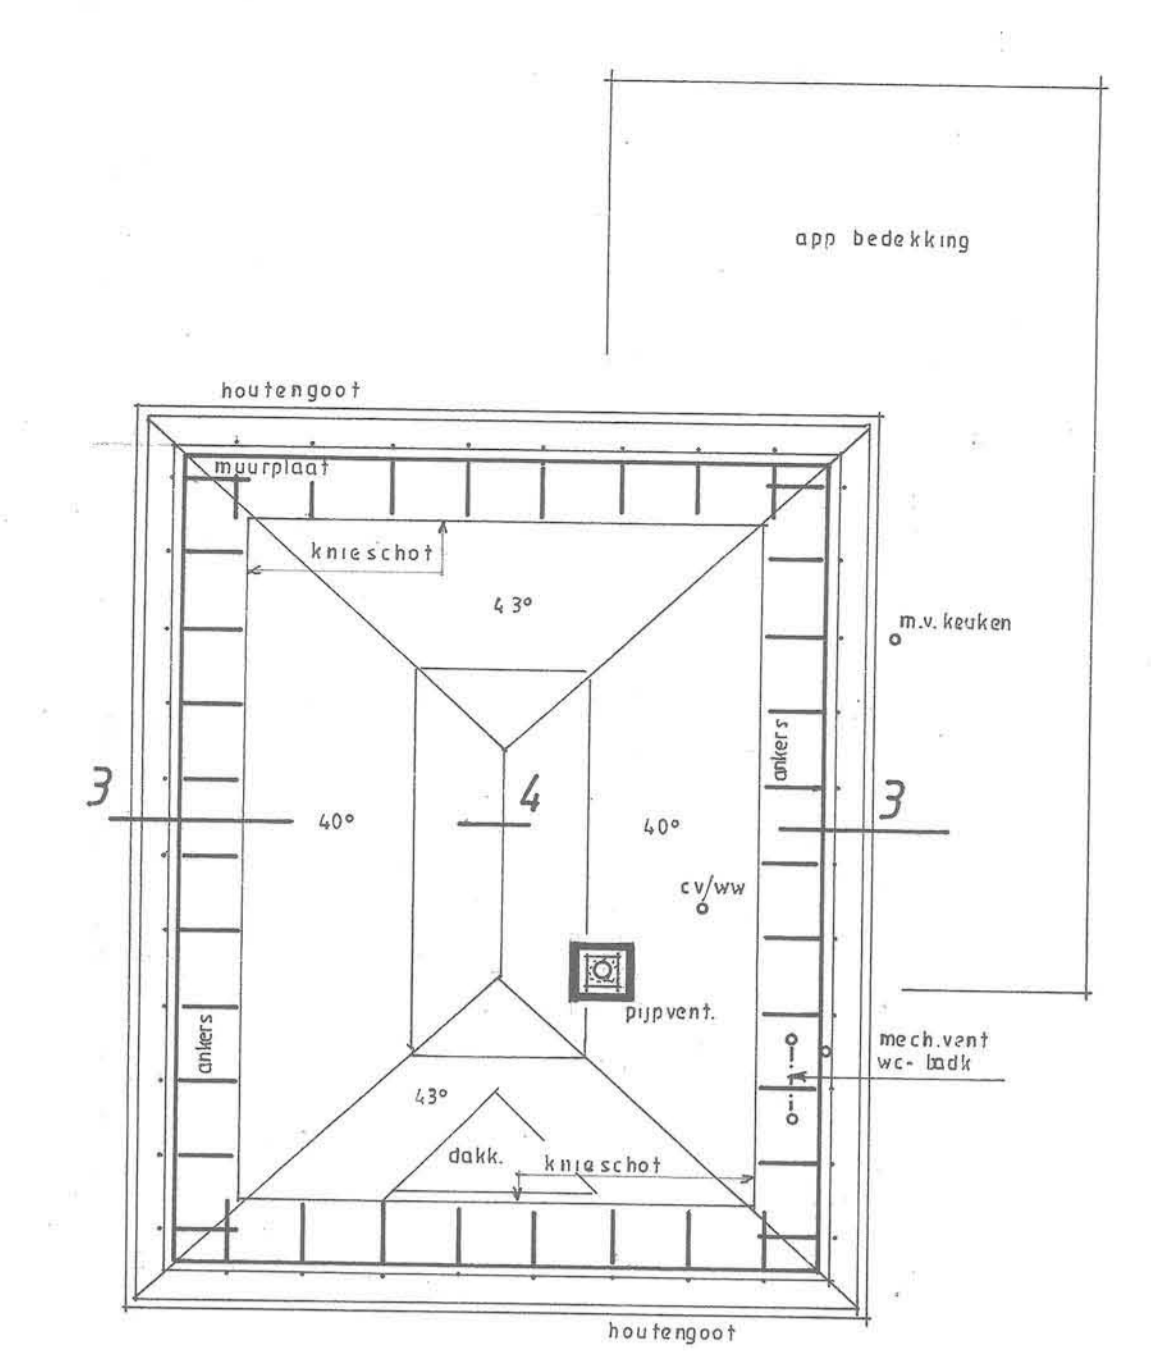 app bedekking
houtengoot
muurplaat
knieschot
43°
m.v. keuken
ankers
3
4
3
40°
40°
cv/ww
pijpvent.
ankers
mech.vent
wc- badk
43°
dakk.
knieschot
houtengoot